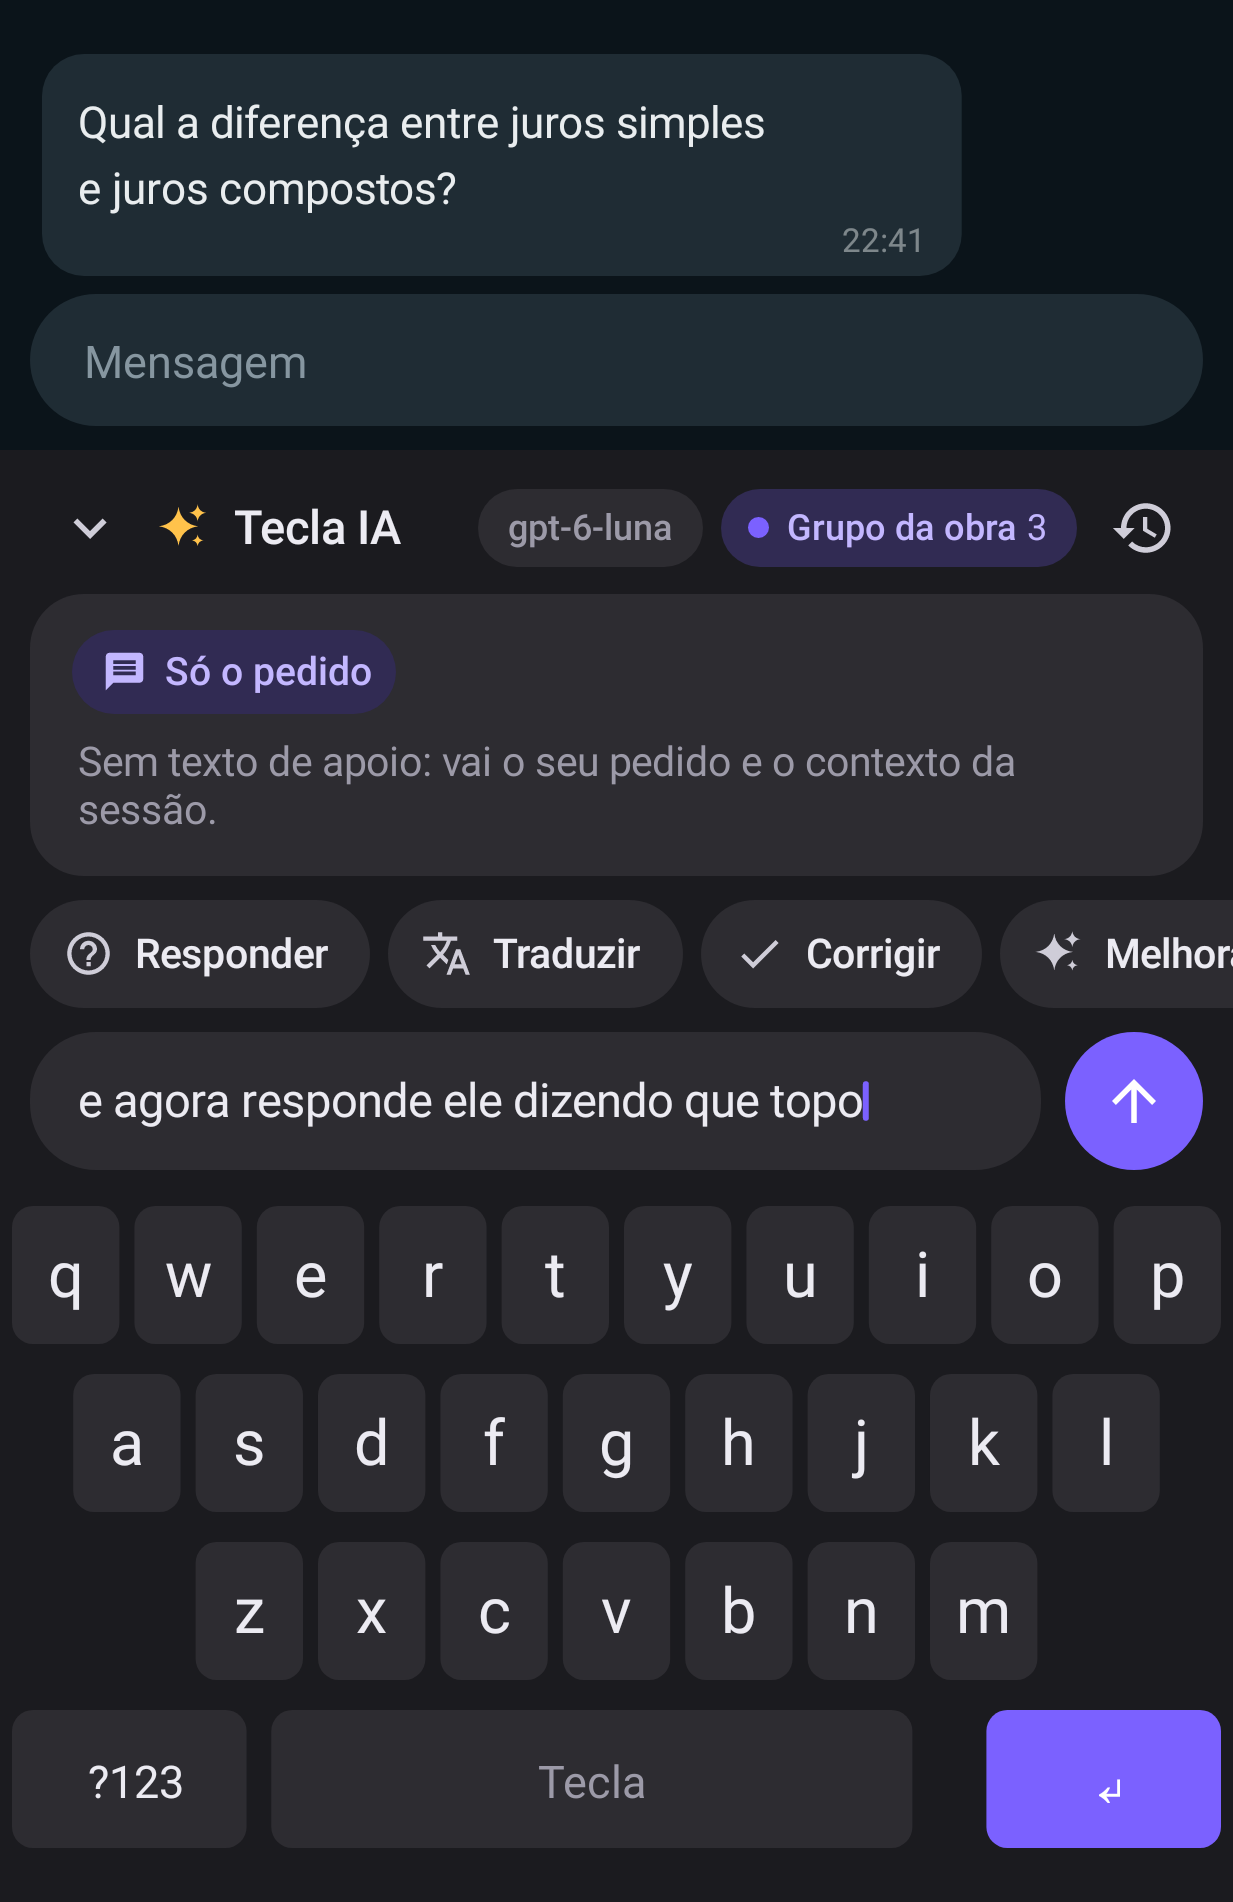 Qual a diferença entre juros simples
e juros compostos?
22:41
Mensagem
Tecla IA
gpt-6-luna
Grupo da obra 3
Só o pedido
Sem texto de apoio: vai o seu pedido e o contexto da
sessão.
Responder
Traduzir
Corrigir
Melhora
e agora responde ele dizendo que topo
q w e r t y u i o p
a s d f g h j k l
z x c v b n m
?123
Tecla